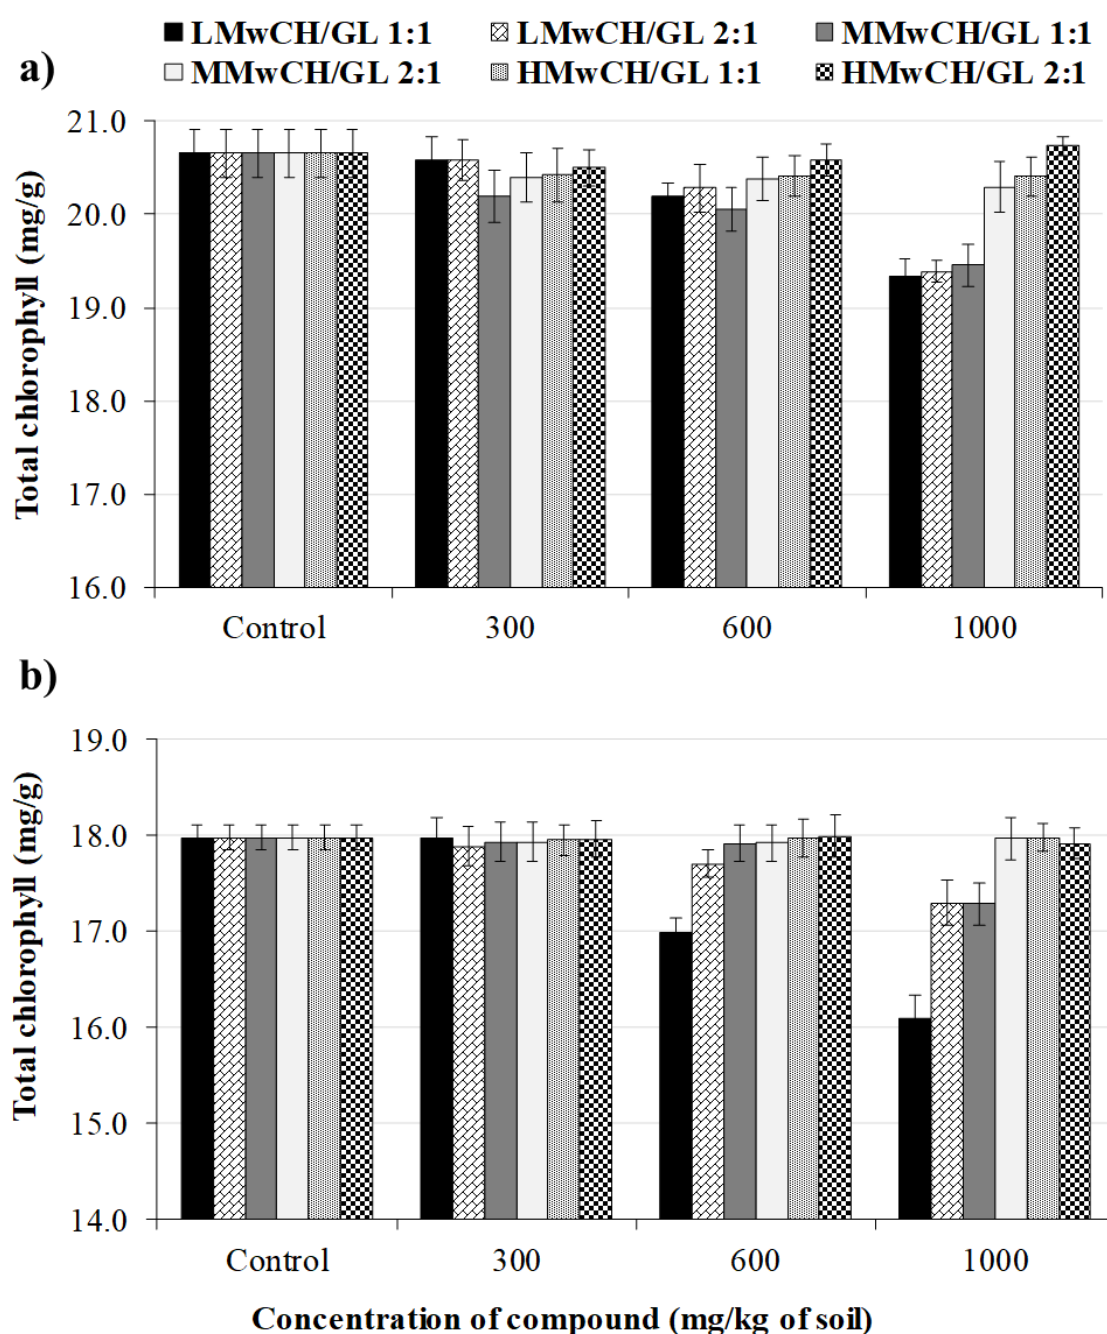 LMwCH/GL 1:1 LMwCH/GL 2:1 MMwCH/GL 1:1
a) MMwCH/GL 2:1 HMwCH/GL 1:1 HMwCH/GL 2:1
Total chlorophyll (mg/g)
21.0
20.0
19.0
18.0
17.0
16.0
Control 300 600 1000
b)
Total chlorophyll (mg/g)
19.0
18.0
17.0
16.0
15.0
14.0
Control 300 600 1000
Concentration of compound (mg/kg of soil)